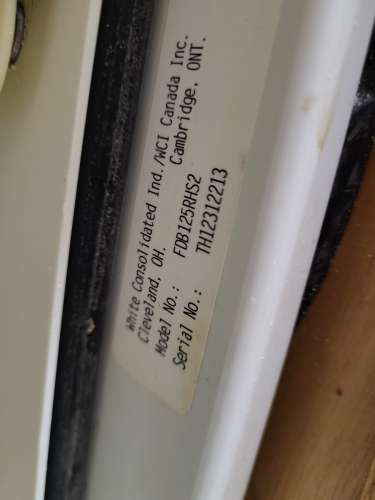 White Consolidated Ind./WCI Canada Inc.
Cleveland, OH. Cambridge, ONT.
Model No.: FDB125RHS2
Serial No.: TH12312213